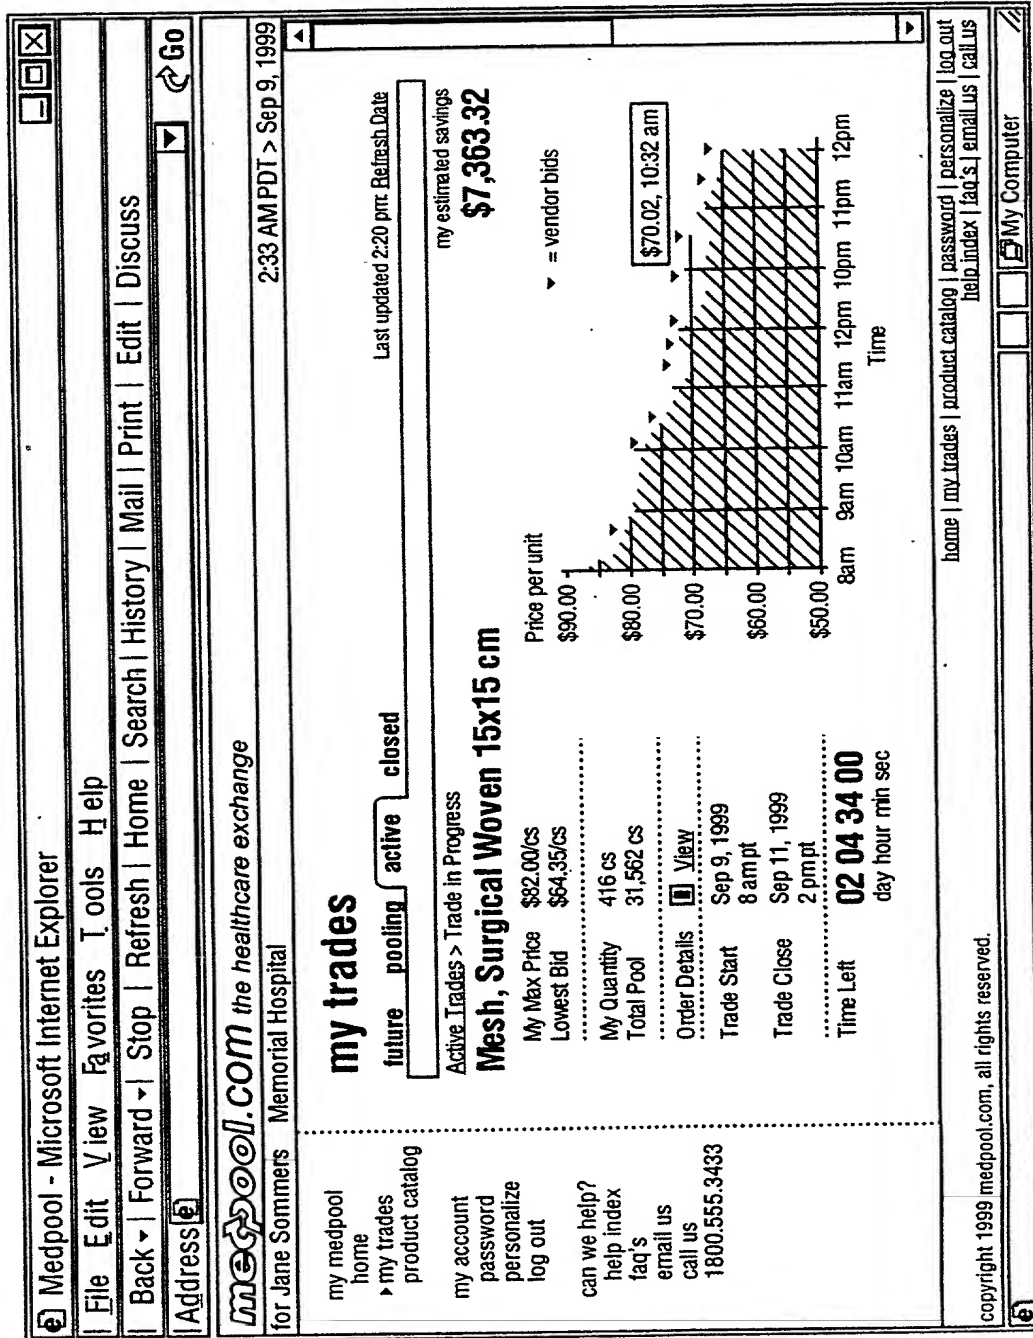 Medpool - Microsoft Internet Explorer
File Edit View Favorites Tools Help
Back | Forward | Stop | Refresh | Home | Search | History | Mail | Print | Edit | Discuss
Address Go
medpool.com the healthcare exchange
for Jane Sommers Memorial Hospital 2:33 AM PDT > Sep 9, 1999
my medpool
home
my trades
product catalog
my account
password
personalize
log out
can we help?
help index
faq's
email us
call us
1800.555.3433
my trades
future pooling active closed
Last updated 2:20 pm: Refresh Date
Active Trades > Trade in Progress
my estimated savings
Mesh, Surgical Woven 15x15 cm
$7,363.32
My Max Price $82.00/cs
Lowest Bid $64.35/cs
My Quantity 416 cs
Total Pool 31,562 cs
Order Details View
Trade Start Sep 9, 1999
8 am pt
Trade Close Sep 11, 1999
2 pm pt
Time Left 02 04 34 00
day hour min sec
Price per unit
= vendor bids
$90.00
$80.00
$70.00
$60.00
$50.00
$70.02, 10:32 am
8am 9am 10am 11am 12pm 10pm 11pm 12pm
Time
home | my trades | product catalog | password | personalize | log out
help index | faq's | email us | call us
copyright 1999 medpool.com, all rights reserved.
My Computer